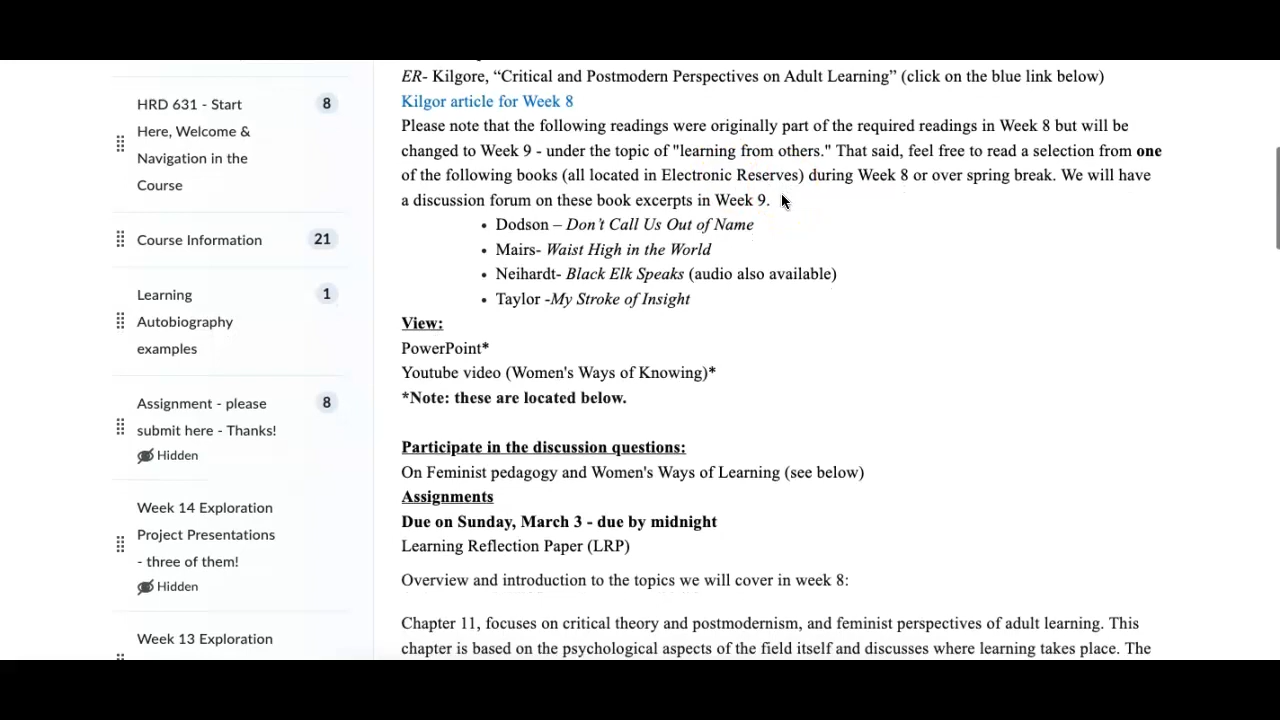 HRD 631 - Start
Here, Welcome &
Navigation in the
Course
8
Course Information
21
Learning
Autobiography
examples
1
Assignment - please
submit here - Thanks!
Hidden
8
Week 14 Exploration
Project Presentations
- three of them!
Hidden
Week 13 Exploration
ER- Kilgore, “Critical and Postmodern Perspectives on Adult Learning” (click on the blue link below)
Kilgor article for Week 8
Please note that the following readings were originally part of the required readings in Week 8 but will be
changed to Week 9 - under the topic of "learning from others." That said, feel free to read a selection from one
of the following books (all located in Electronic Reserves) during Week 8 or over spring break. We will have
a discussion forum on these book excerpts in Week 9.
• Dodson – Don’t Call Us Out of Name
• Mairs- Waist High in the World
• Neihardt- Black Elk Speaks (audio also available)
• Taylor -My Stroke of Insight
View:
PowerPoint*
Youtube video (Women's Ways of Knowing)*
*Note: these are located below.
Participate in the discussion questions:
On Feminist pedagogy and Women's Ways of Learning (see below)
Assignments
Due on Sunday, March 3 - due by midnight
Learning Reflection Paper (LRP)
Overview and introduction to the topics we will cover in week 8:
Chapter 11, focuses on critical theory and postmodernism, and feminist perspectives of adult learning. This
chapter is based on the psychological aspects of the field itself and discusses where learning takes place. The